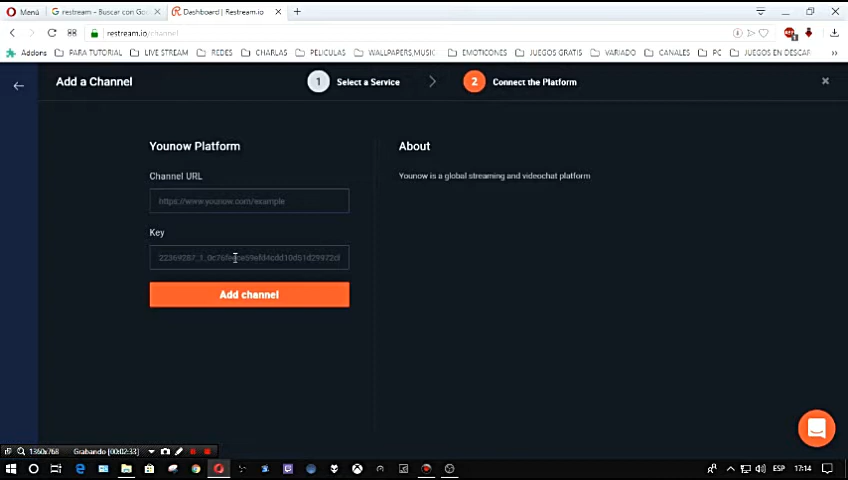 Menú
restream - Buscar con Go
Dashboard | Restream.io
restream.io/channel
Addons
PARA TUTORIAL
LIVE STREAM
REDES
CHARLAS
PELICULAS
WALLPAPERS,MUSIC
EMOTICONES
JUEGOS GRATIS
VARIADO
CANALES
PC
JUEGOS EN DESCAR
Add a Channel
1 Select a Service
2 Connect the Platform
Younow Platform
About
Channel URL
Younow is a global streaming and videochat platform
https://www.younow.com/example
Key
Add channel
1360x768
Grabando [00:02:33]
ESP
17:14